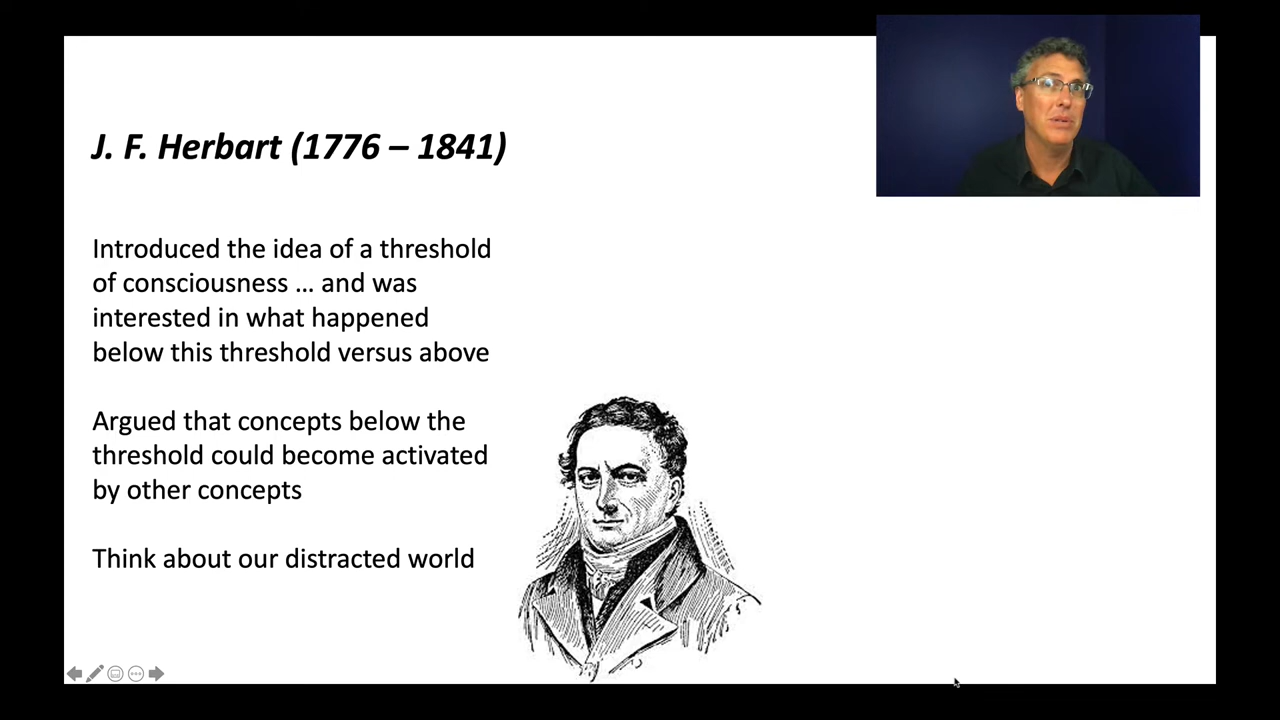 J. F. Herbart (1776 – 1841)
Introduced the idea of a threshold
of consciousness … and was
interested in what happened
below this threshold versus above
Argued that concepts below the
threshold could become activated
by other concepts
Think about our distracted world